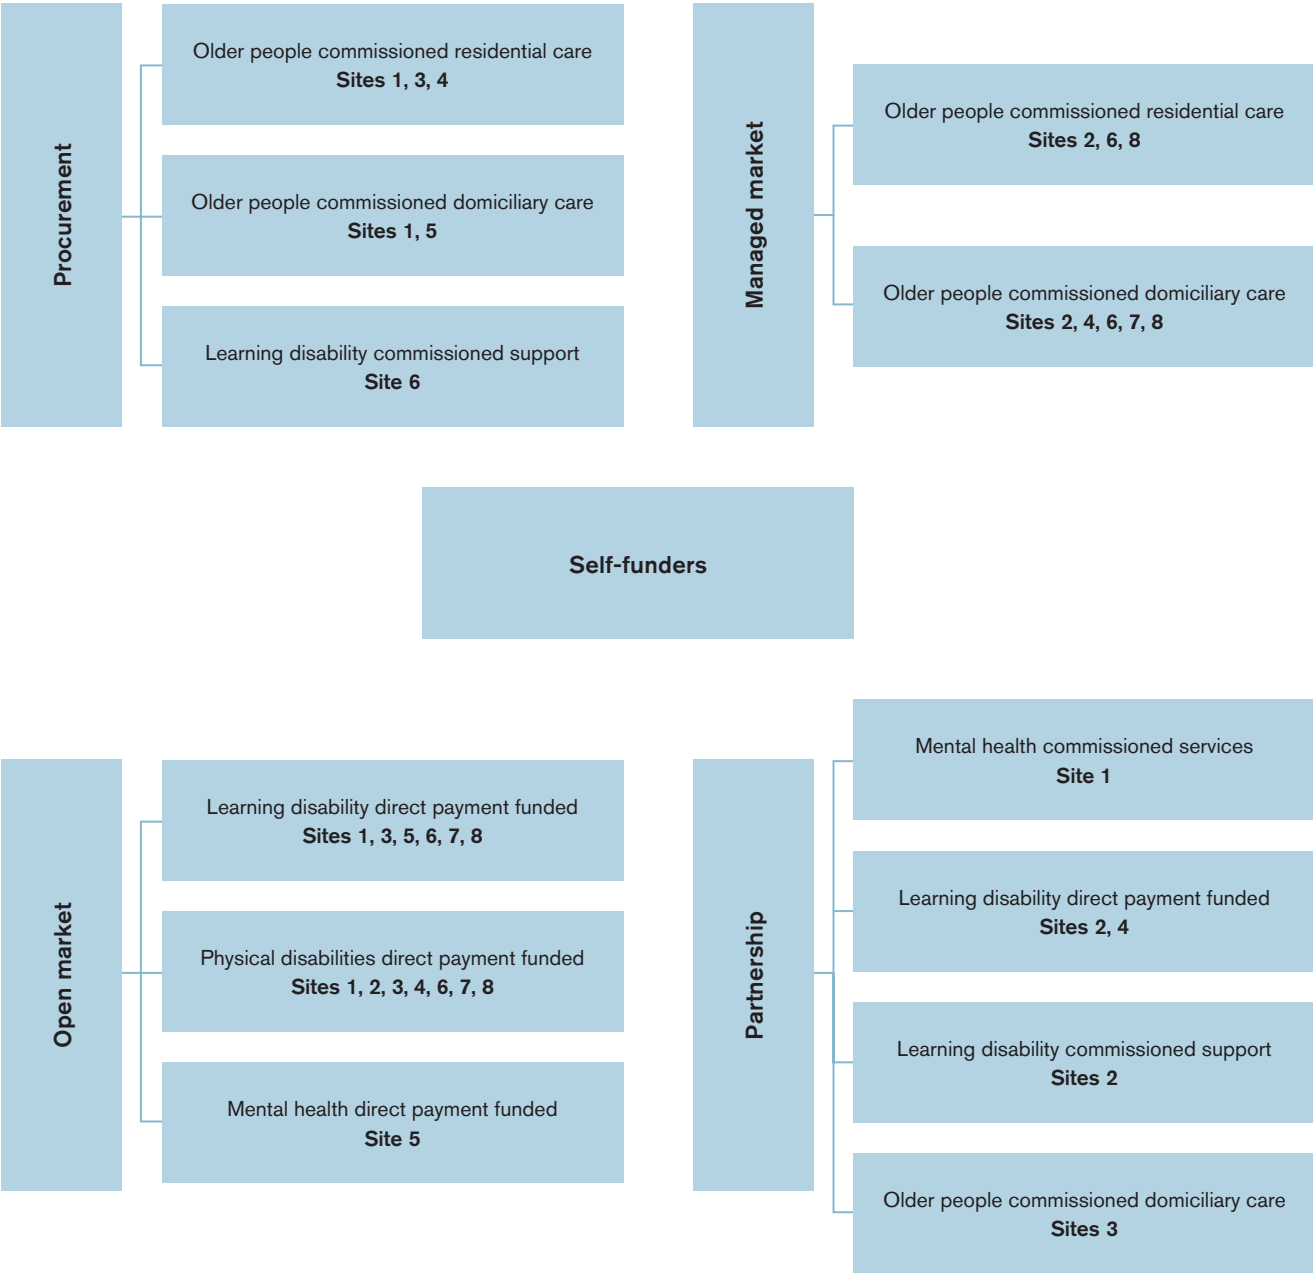 Procurement
Older people commissioned residential care
Sites 1, 3, 4
Older people commissioned domiciliary care
Sites 1, 5
Learning disability commissioned support
Site 6
Managed market
Older people commissioned residential care
Sites 2, 6, 8
Older people commissioned domiciliary care
Sites 2, 4, 6, 7, 8
Self-funders
Open market
Learning disability direct payment funded
Sites 1, 3, 5, 6, 7, 8
Physical disabilities direct payment funded
Sites 1, 2, 3, 4, 6, 7, 8
Mental health direct payment funded
Site 5
Partnership
Mental health commissioned services
Site 1
Learning disability direct payment funded
Sites 2, 4
Learning disability commissioned support
Sites 2
Older people commissioned domiciliary care
Sites 3